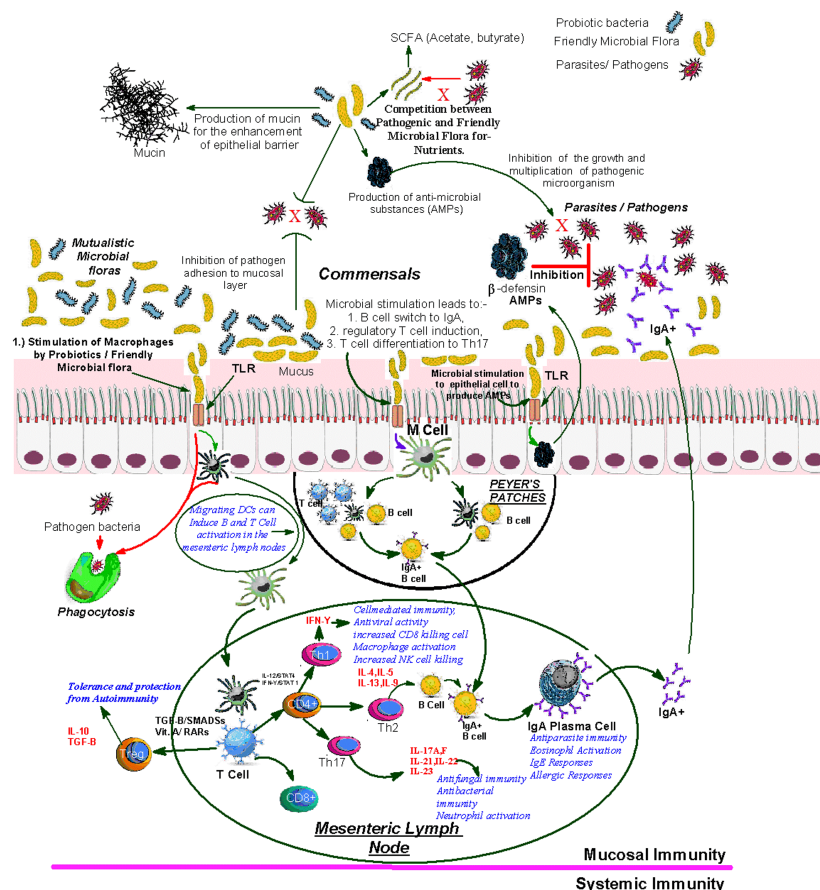 SCFA (Acetate, butyrate)
Probiotic bacteria
Friendly Microbial Flora
Parasites/ Pathogens
X
Competition between
Pathogenic and Friendly
Microbial Flora for-
Nutrients.
Production of mucin
for the enhancement
of epithelial barrier
Mucin
Inhibition of the growth and
multiplication of pathogenic
microorganism
Production of anti-microbial
substances (AMPs)
X
X
Parasites / Pathogens
Mutualistic
Microbial
floras
Inhibition of pathogen
adhesion to mucosal
layer
Commensals
Inhibition
β-defensin
AMPs
IgA+
Microbial stimulation leads to:-
1. B cell switch to IgA,
2. regulatory T cell induction,
3. T cell differentiation to Th17
1.) Stimulation of Macrophages
by Probiotics / Friendly
Microbial flora
TLR
Mucus
Microbial stimulation
to epithelial cell to
produce AMPs
TLR
M Cell
PEYER'S
PATCHES
T cell
B cell
B cell
IgA+
B cell
Pathogen bacteria
Migrating DCs can
Induce B and T Cell
activation in the
mesenteric lymph nodes
Phagocytosis
IFN-Y
Cellmediated immunity,
Antiviral activity
increased CD8 killing cell
Macrophage activation
Increased NK cell killing
Th1
IL-12/STAT4
IFN-Y/STAT 1
IL-4,IL-5
IL-13,IL-9
CD4+
Th2
B Cell
IgA+
B cell
IgA Plasma Cell
IgA+
Antiparasite immunity
Eosinophl Activation
IgE Responses
Allergic Responses
Tolerance and protection
from Autoimmunity
IL-10
TGF-B
TGF-B/SMADSs
Vit. A/ RARs
Treg
T Cell
Th17
IL-17A,F
IL-21,IL-22
IL-23
CD8+
Antifungal immunity
Antibacterial
immunity
Neutrophil activation
Mesenteric Lymph
Node
Mucosal Immunity
Systemic Immunity